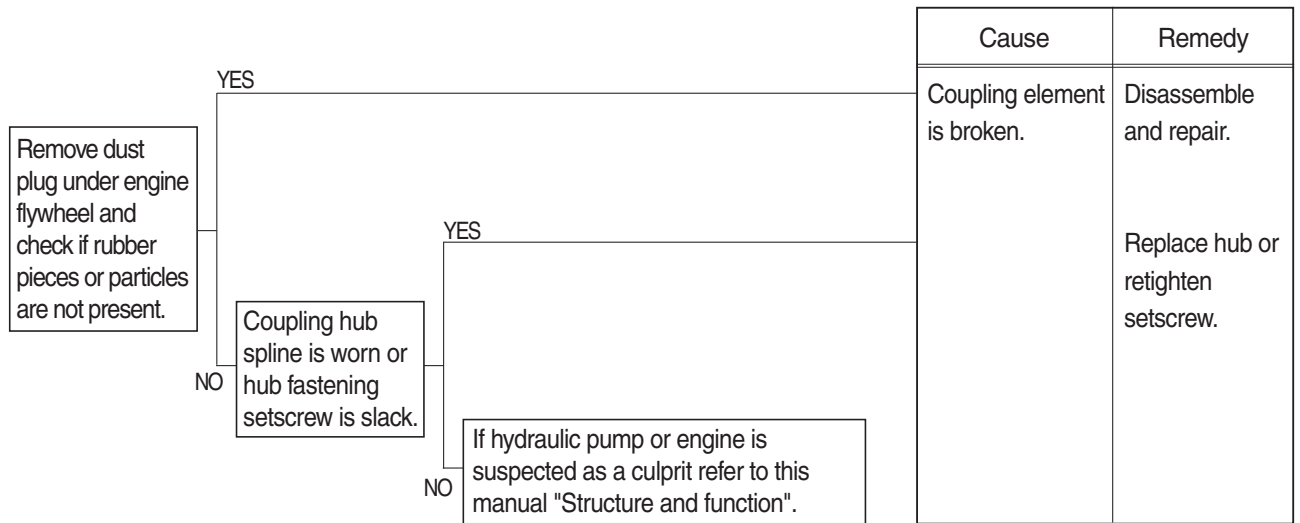 Cause
Remedy
YES
Coupling element
is broken.
Disassemble
and repair.
Remove dust
plug under engine
flywheel and
check if rubber
pieces or particles
are not present.
YES
Replace hub or
retighten
setscrew.
NO
Coupling hub
spline is worn or
hub fastening
setscrew is slack.
NO
If hydraulic pump or engine is
suspected as a culprit refer to this
manual "Structure and function".